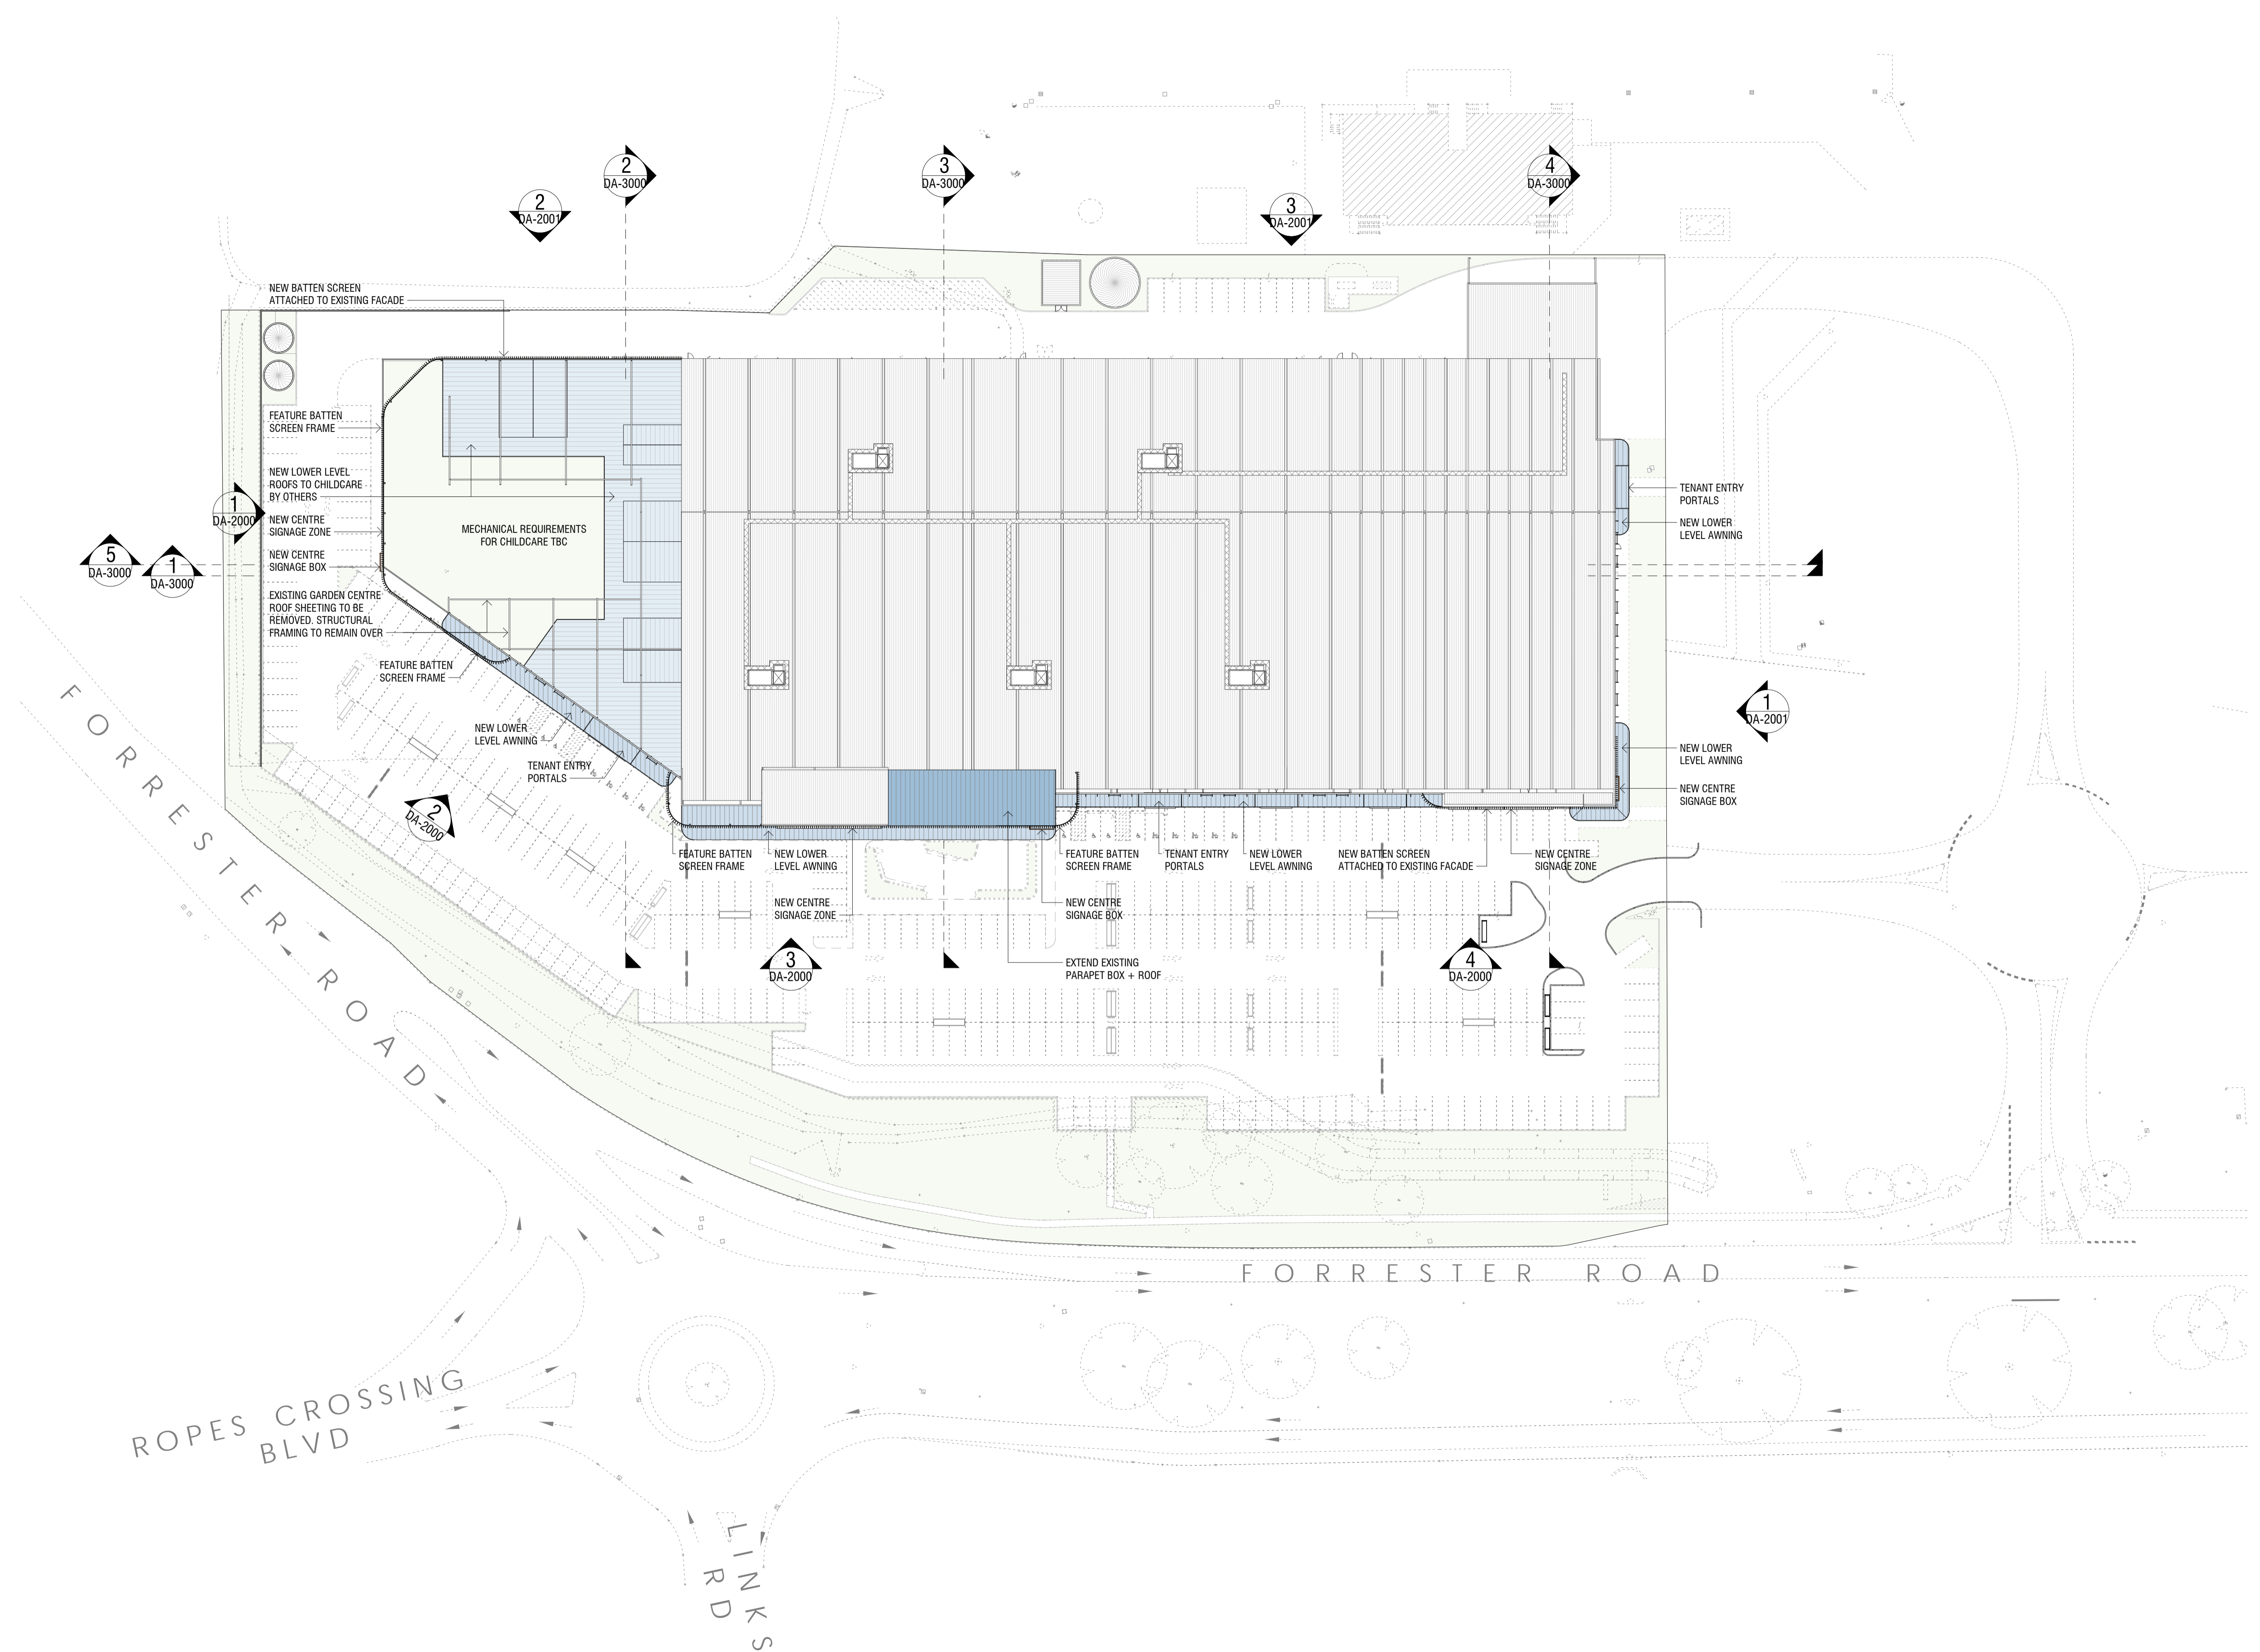 2
DA-3000
3
DA-3000
4
DA-3000
2
DA-2001
3
DA-2001
NEW BATTEN SCREEN
ATTACHED TO EXISTING FACADE
FEATURE BATTEN
SCREEN FRAME
NEW LOWER LEVEL
ROOFS TO CHILDCARE
BY OTHERS
1
DA-2000
NEW CENTRE
SIGNAGE ZONE
MECHANICAL REQUIREMENTS
FOR CHILDCARE TBC
TENANT ENTRY
PORTALS
NEW LOWER
LEVEL AWNING
5
DA-3000
1
DA-3000
NEW CENTRE
SIGNAGE BOX
EXISTING GARDEN CENTRE
ROOF SHEETING TO BE
REMOVED. STRUCTURAL
FRAMING TO REMAIN OVER
FEATURE BATTEN
SCREEN FRAME
NEW LOWER
LEVEL AWNING
TENANT ENTRY
PORTALS
1
DA-2001
NEW LOWER
LEVEL AWNING
NEW CENTRE
SIGNAGE BOX
2
DA-2000
FEATURE BATTEN
SCREEN FRAME
NEW LOWER
LEVEL AWNING
FEATURE BATTEN
SCREEN FRAME
TENANT ENTRY
PORTALS
NEW LOWER
LEVEL AWNING
NEW BATTEN SCREEN
ATTACHED TO EXISTING FACADE
NEW CENTRE
SIGNAGE ZONE
NEW CENTRE
SIGNAGE ZONE
NEW CENTRE
SIGNAGE BOX
EXTEND EXISTING
PARAPET BOX + ROOF
3
DA-2000
4
DA-2000
FORRESTER ROAD
FORRESTER ROAD
ROPES CROSSING
BLVD
LINKS
RD